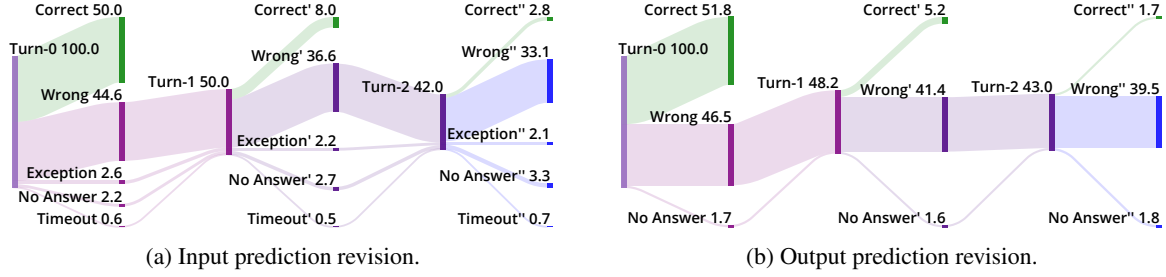 Correct 50.0
Correct' 8.0
Correct'' 2.8
Turn-0 100.0
Wrong' 36.6
Wrong'' 33.1
Turn-1 50.0
Turn-2 42.0
Wrong 44.6
Exception' 2.2
Exception'' 2.1
Exception 2.6
No Answer' 2.7
No Answer'' 3.3
No Answer 2.2
Timeout 0.6
Timeout' 0.5
Timeout'' 0.7
(a) Input prediction revision.
Correct 51.8
Correct' 5.2
Correct'' 1.7
Turn-0 100.0
Turn-1 48.2
Wrong' 41.4
Turn-2 43.0
Wrong'' 39.5
Wrong 46.5
No Answer 1.7
No Answer' 1.6
No Answer'' 1.8
(b) Output prediction revision.